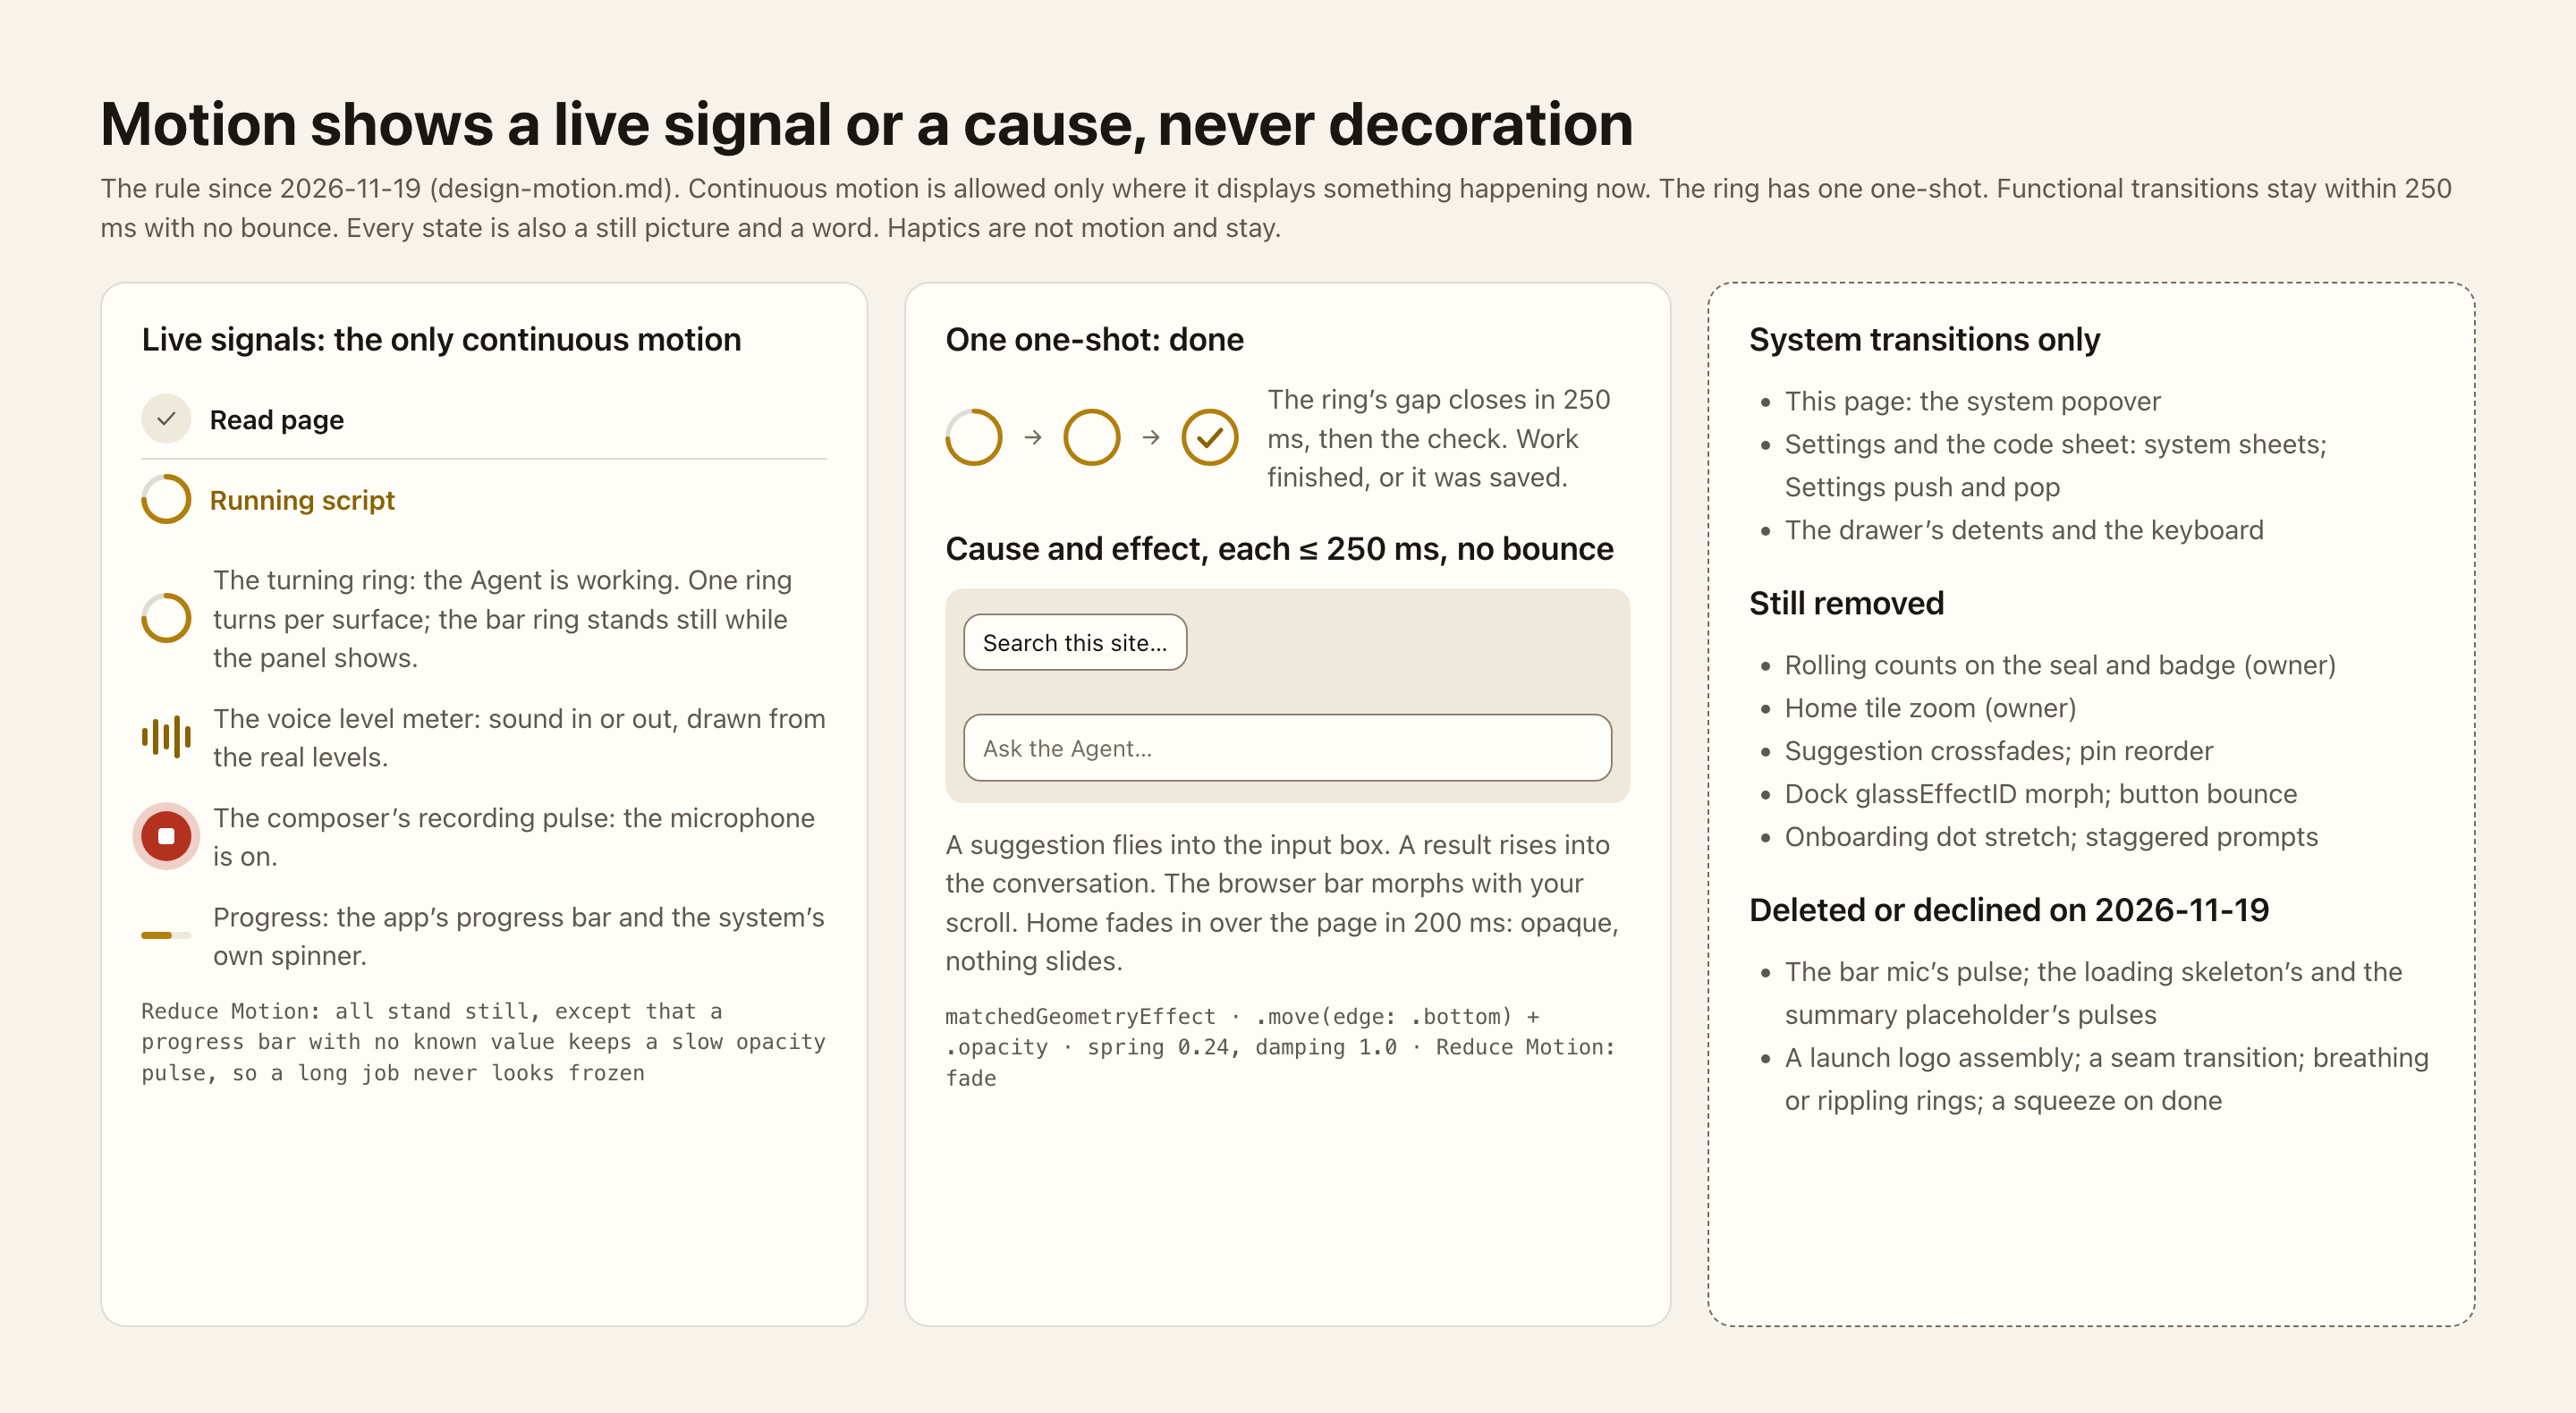 Motion shows a live signal or a cause, never decoration
The rule since 2026-11-19 (design-motion.md). Continuous motion is allowed only where it displays something happening now. The ring has one one-shot. Functional transitions stay within 250
ms with no bounce. Every state is also a still picture and a word. Haptics are not motion and stay.
Live signals: the only continuous motion
Read page
Running script
The turning ring: the Agent is working. One ring
turns per surface; the bar ring stands still while
the panel shows.
The voice level meter: sound in or out, drawn from
the real levels.
The composer’s recording pulse: the microphone
is on.
Progress: the app’s progress bar and the system’s
own spinner.
Reduce Motion: all stand still, except that a
progress bar with no known value keeps a slow opacity
pulse, so a long job never looks frozen
One one-shot: done
→ →
The ring’s gap closes in 250
ms, then the check. Work
finished, or it was saved.
Cause and effect, each ≤ 250 ms, no bounce
Search this site…
Ask the Agent…
A suggestion flies into the input box. A result rises into
the conversation. The browser bar morphs with your
scroll. Home fades in over the page in 200 ms: opaque,
nothing slides.
matchedGeometryEffect · .move(edge: .bottom) +
.opacity · spring 0.24, damping 1.0 · Reduce Motion:
fade
System transitions only
• This page: the system popover
• Settings and the code sheet: system sheets;
Settings push and pop
• The drawer’s detents and the keyboard
Still removed
• Rolling counts on the seal and badge (owner)
• Home tile zoom (owner)
• Suggestion crossfades; pin reorder
• Dock glassEffectID morph; button bounce
• Onboarding dot stretch; staggered prompts
Deleted or declined on 2026-11-19
• The bar mic’s pulse; the loading skeleton’s and the
summary placeholder’s pulses
• A launch logo assembly; a seam transition; breathing
or rippling rings; a squeeze on done